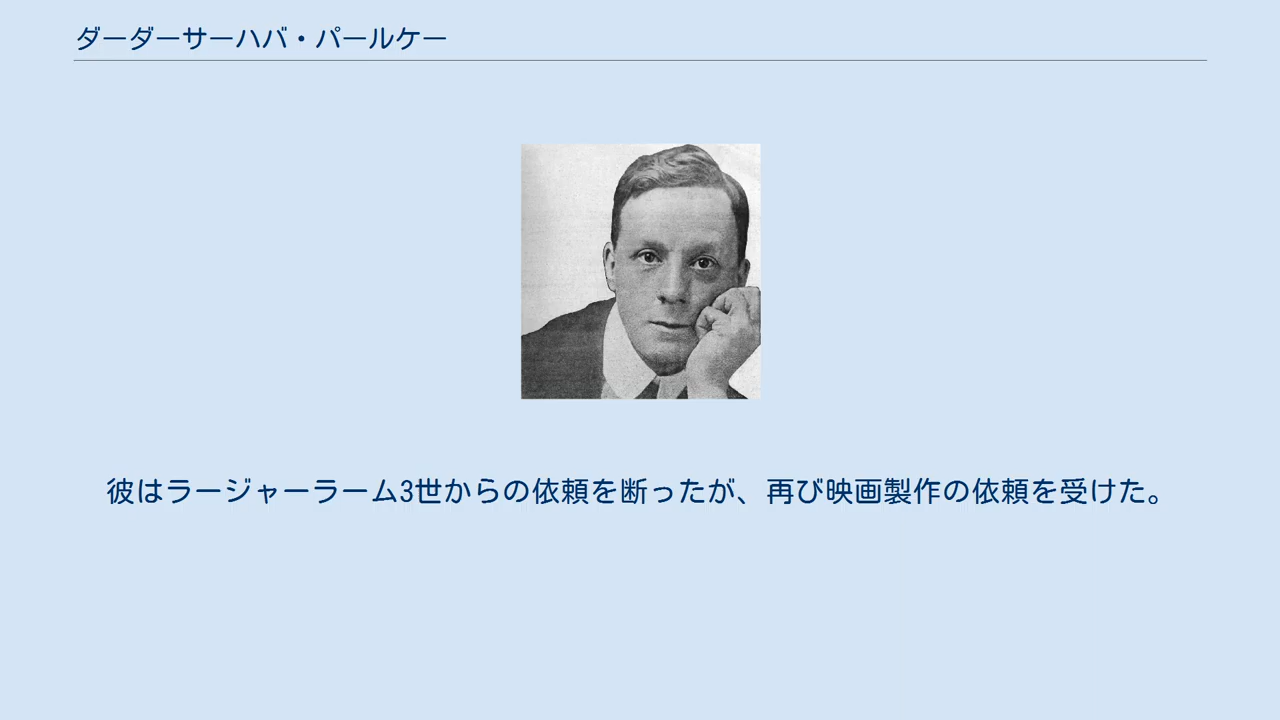 ダーダーサーハバ・パールケー
彼はラージャーラーム3世からの依頼を断ったが、再び映画製作の依頼を受けた。